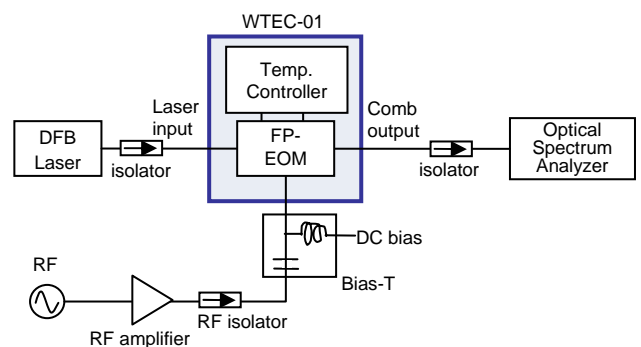 WTEC-01
Temp.
Controller
Laser
input
Comb
output
DFB
Laser
isolator
FP-
EOM
isolator
Optical
Spectrum
Analyzer
DC bias
Bias-T
RF
RF amplifier
RF isolator